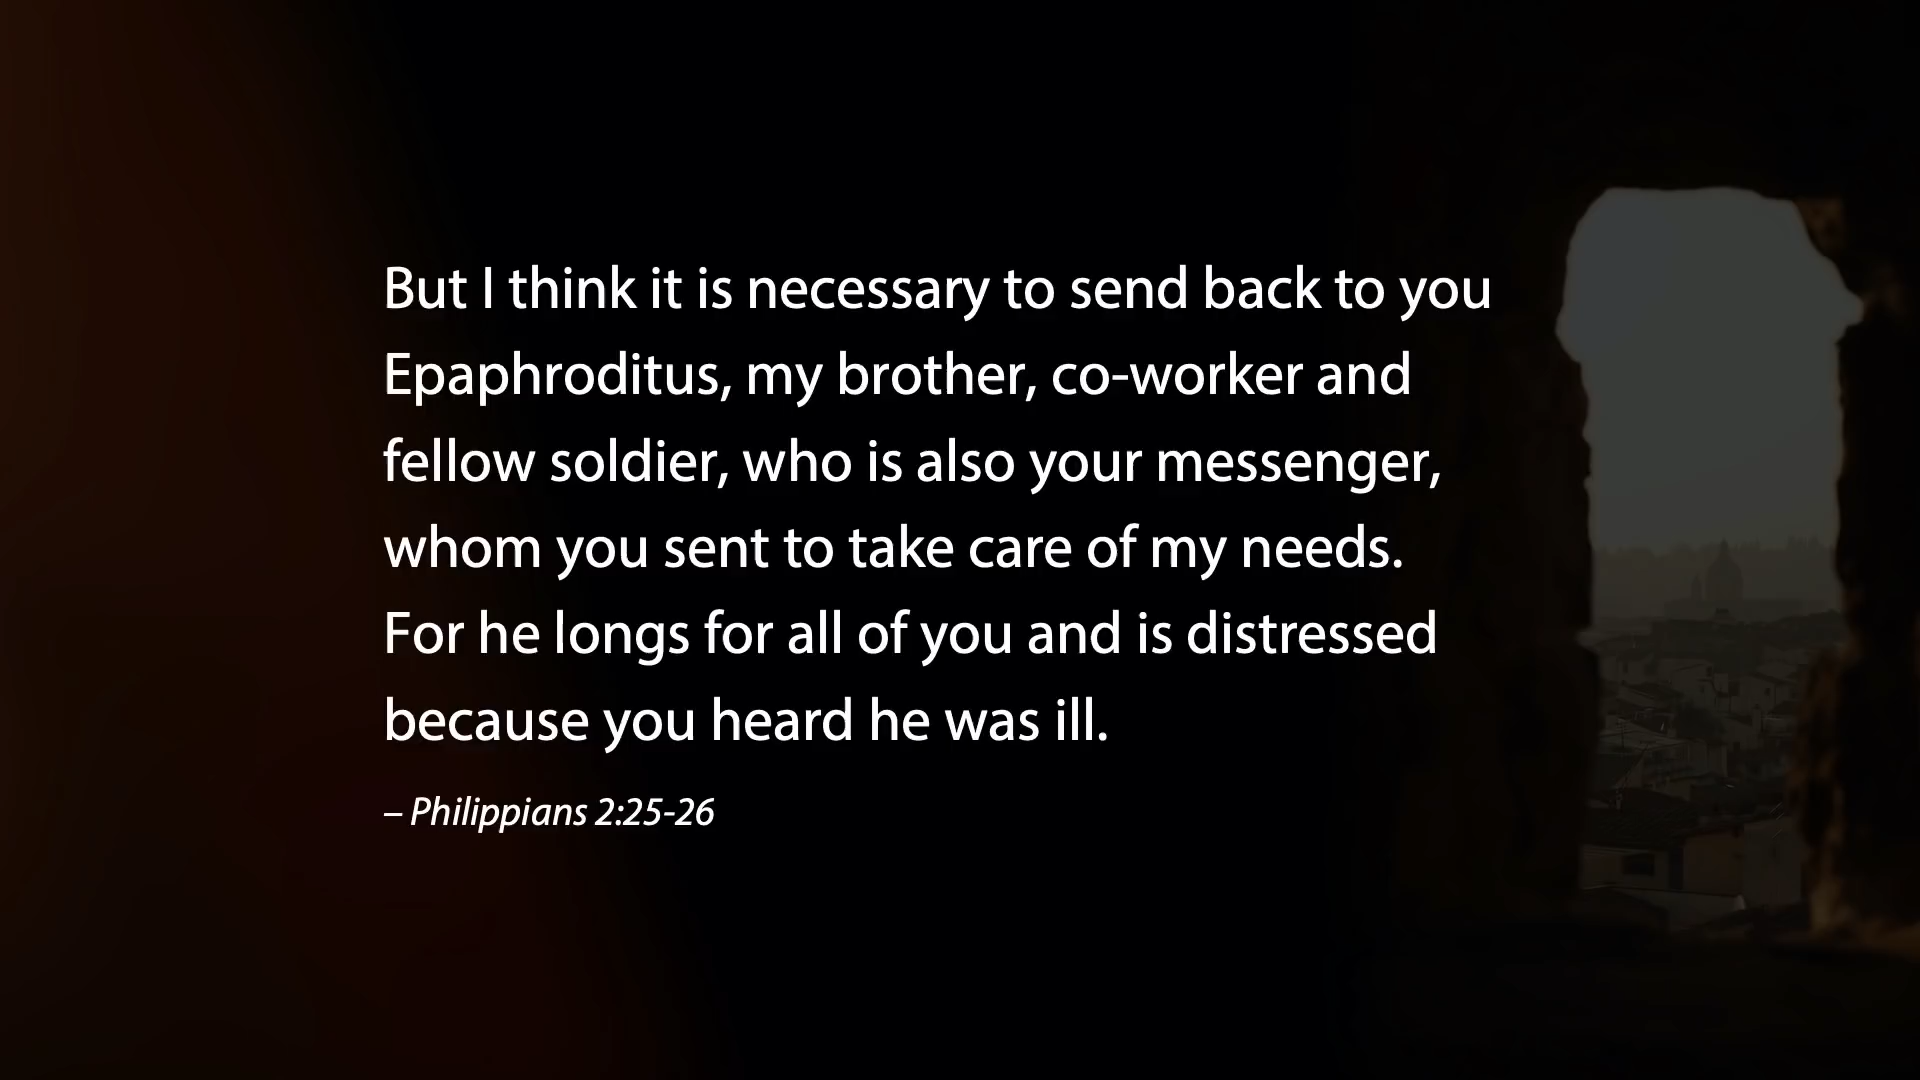 But I think it is necessary to send back to you
Epaphroditus, my brother, co-worker and
fellow soldier, who is also your messenger,
whom you sent to take care of my needs.
For he longs for all of you and is distressed
because you heard he was ill.
– Philippians 2:25-26